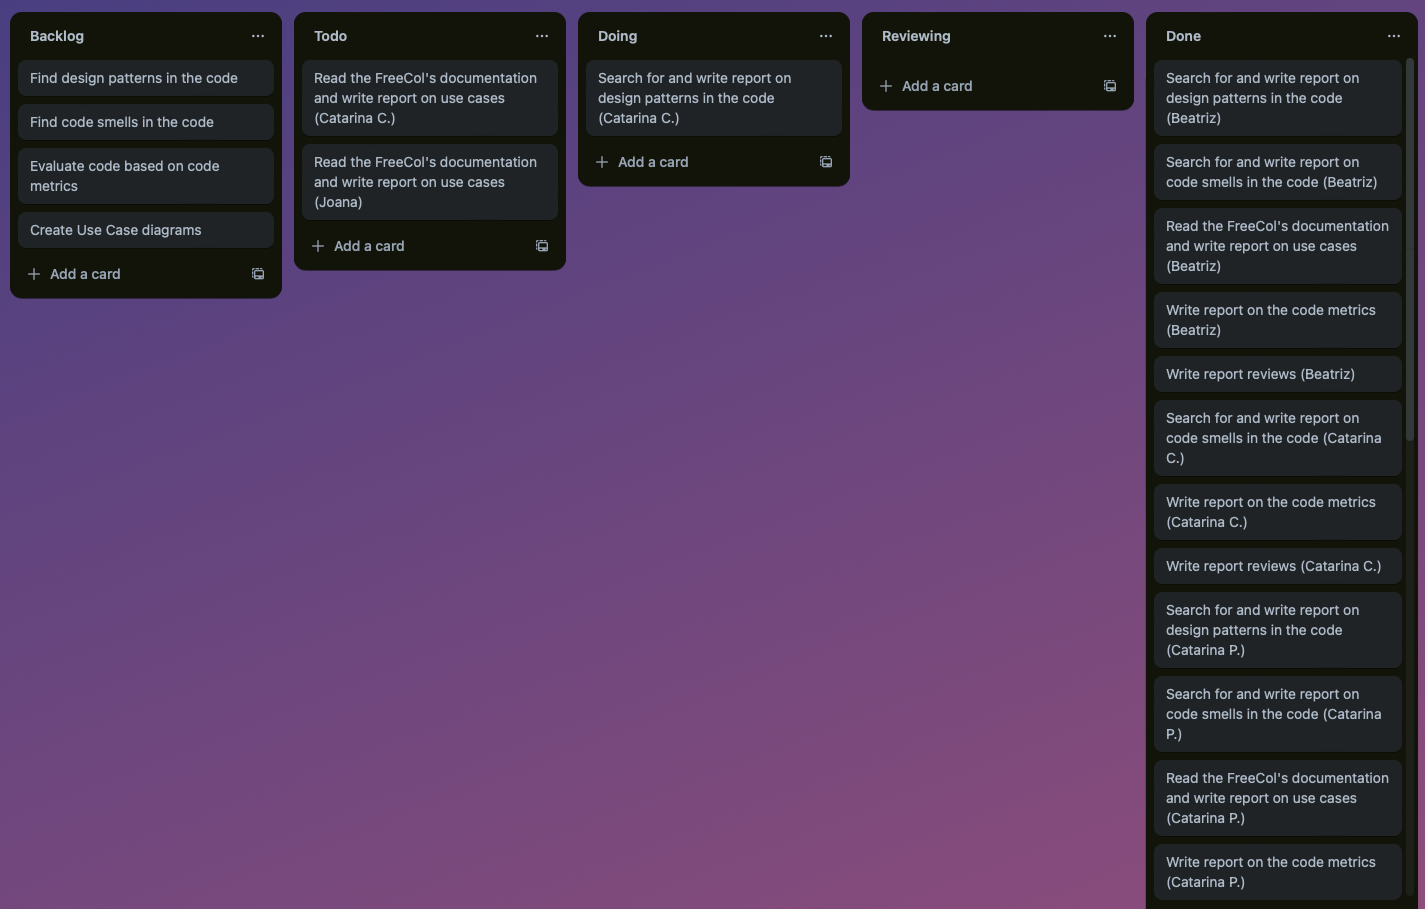 Backlog
Find design patterns in the code
Find code smells in the code
Evaluate code based on code
metrics
Create Use Case diagrams
Add a card
Todo
Read the FreeCol's documentation
and write report on use cases
(Catarina C.)
Read the FreeCol's documentation
and write report on use cases
(Joana)
Add a card
Doing
Search for and write report on
design patterns in the code
(Catarina C.)
Add a card
Reviewing
Add a card
Done
Search for and write report on
design patterns in the code
(Beatriz)
Search for and write report on
code smells in the code (Beatriz)
Read the FreeCol's documentation
and write report on use cases
(Beatriz)
Write report on the code metrics
(Beatriz)
Write report reviews (Beatriz)
Search for and write report on
code smells in the code (Catarina
C.)
Write report on the code metrics
(Catarina C.)
Write report reviews (Catarina C.)
Search for and write report on
design patterns in the code
(Catarina P.)
Search for and write report on
code smells in the code (Catarina
P.)
Read the FreeCol's documentation
and write report on use cases
(Catarina P.)
Write report on the code metrics
(Catarina P.)